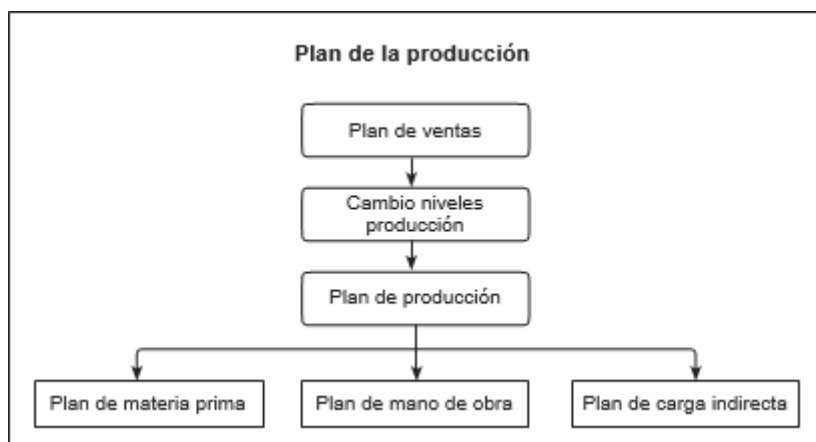 Plan de la producción
Plan de ventas
Cambio niveles
producción
Plan de producción
Plan de materia prima
Plan de mano de obra
Plan de carga indirecta